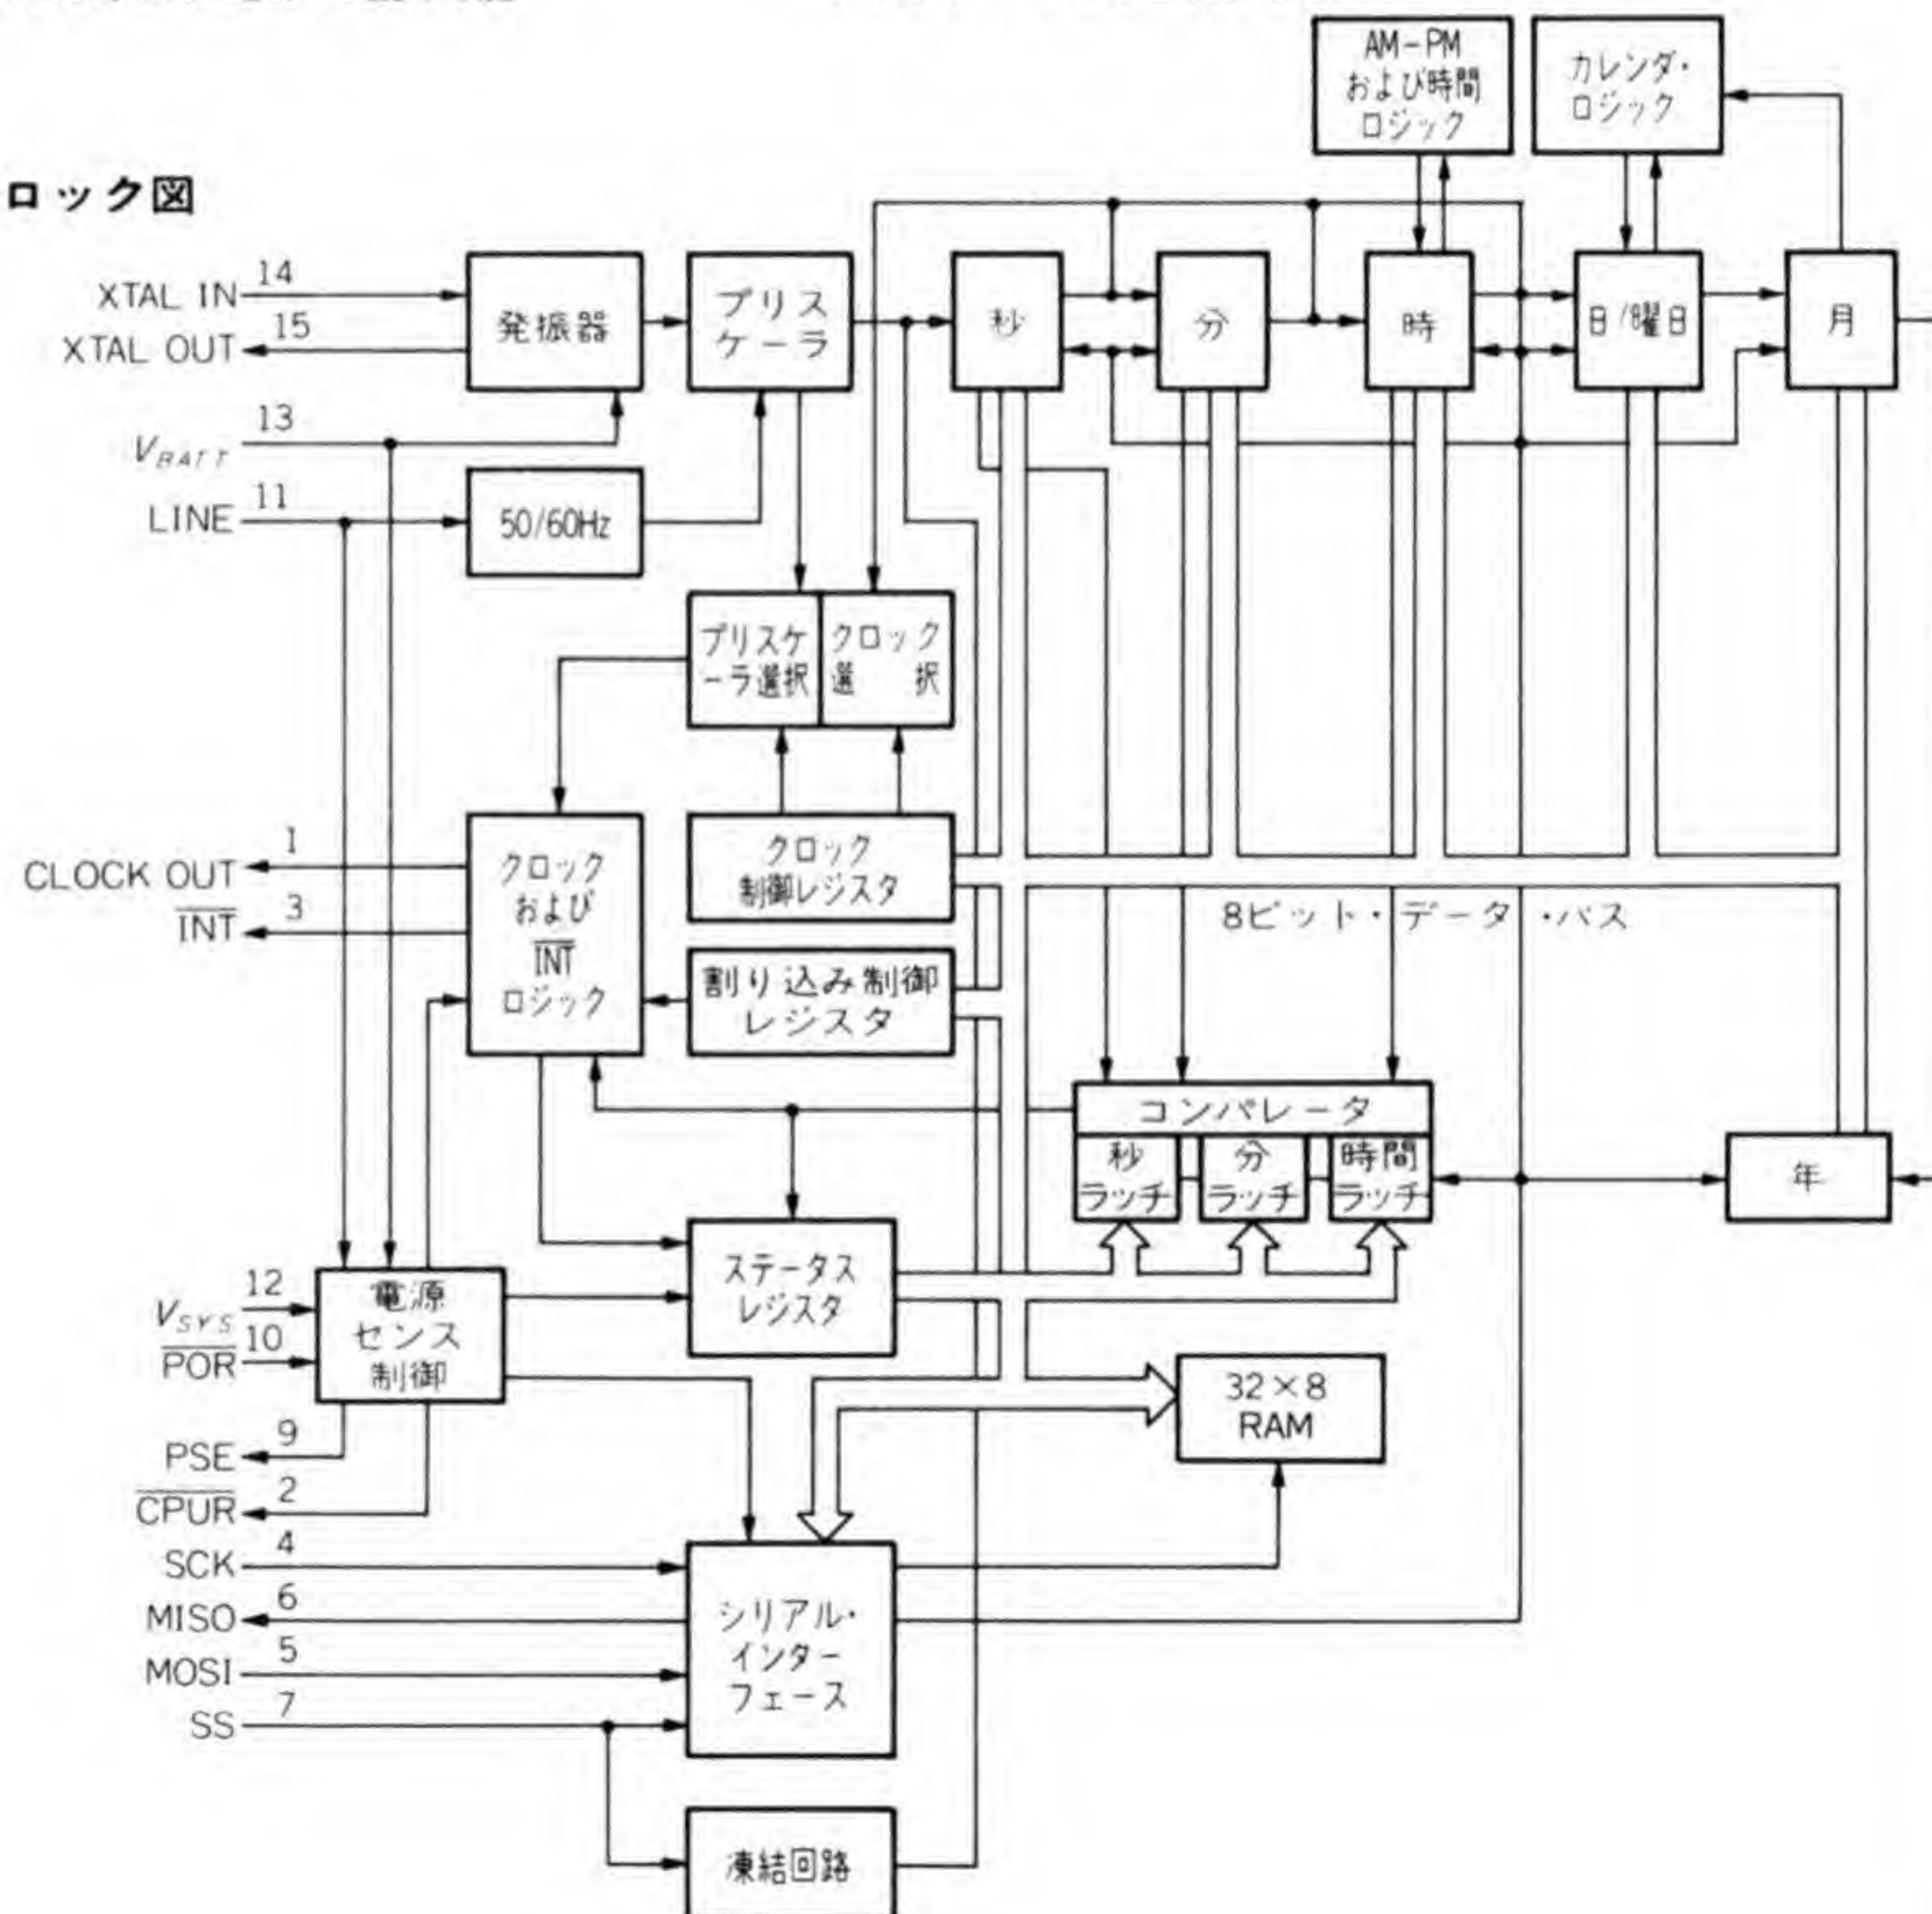 AM-PM
および時間
ロジック
カレンダ・
ロジック
ロック図
XTAL IN
14
XTAL OUT
15
発振器
プリス
ケーラ
秒
分
時
日/曜日
月
VBATT
13
LINE
11
50/60Hz
プリスケ
ーラ選択
クロック
選 択
CLOCK OUT
1
INT
3
クロック
および
INT
ロジック
クロック
制御レジスタ
8ビット・データ・バス
割り込み制御
レジスタ
コンパレータ
秒
ラッチ
分
ラッチ
時間
ラッチ
年
VSYS
12
POR
10
電源
センス
制御
ステータス
レジスタ
32×8
RAM
PSE
9
CPUR
2
SCK
4
MISO
6
MOSI
5
SS
7
シリアル・
インター
フェース
凍結回路